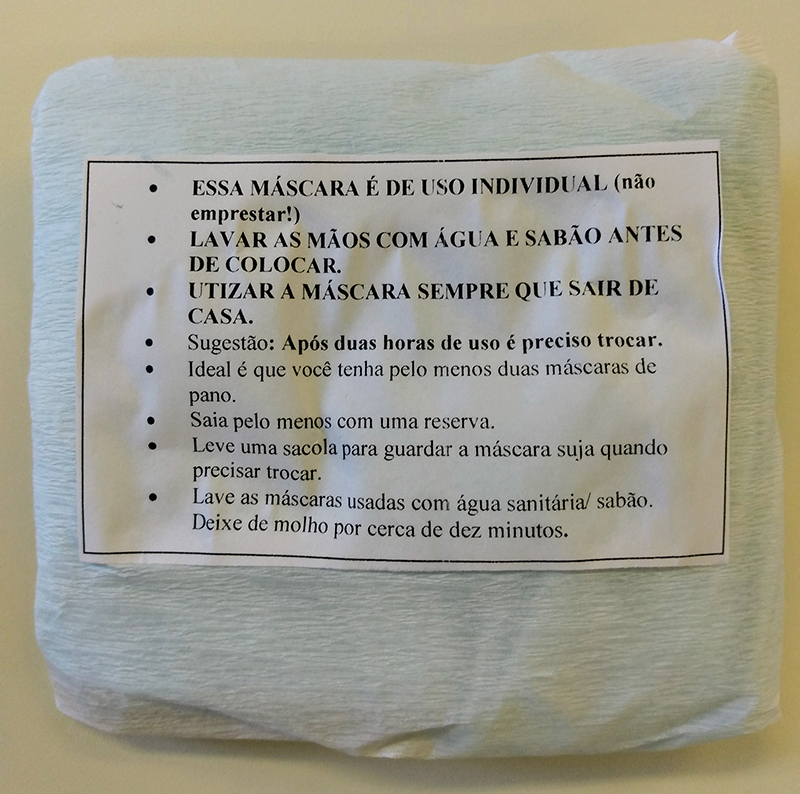 • ESSA MÁSCARA É DE USO INDIVIDUAL (não
emprestar!)
• LAVAR AS MÃOS COM ÁGUA E SABÃO ANTES
DE COLOCAR.
• UTIZAR A MÁSCARA SEMPRE QUE SAIR DE
CASA.
• Sugestão: Após duas horas de uso é preciso trocar.
• Ideal é que você tenha pelo menos duas máscaras de
pano.
• Saia pelo menos com uma reserva.
• Leve uma sacola para guardar a máscara suja quando
precisar trocar.
• Lave as máscaras usadas com água sanitária/ sabão.
Deixe de molho por cerca de dez minutos.